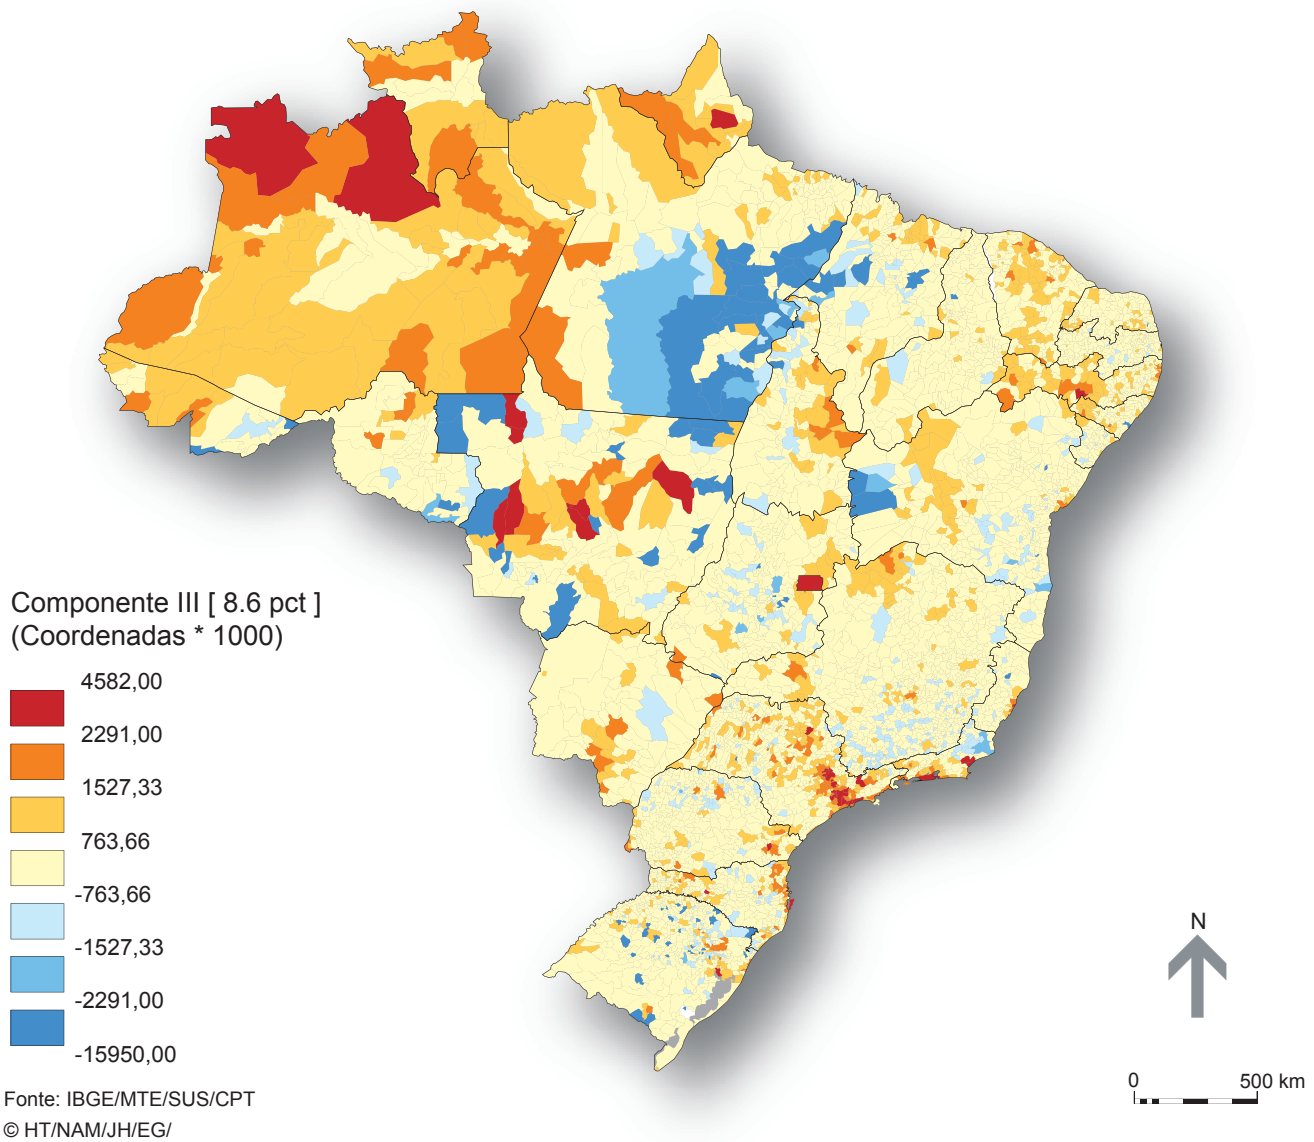 Componente III [ 8.6 pct ]
(Coordenadas * 1000)
4582,00
2291,00
1527,33
763,66
-763,66
-1527,33
-2291,00
-15950,00
Fonte: IBGE/MTE/SUS/CPT
© HT/NAM/JH/EG/
N
0 500 km